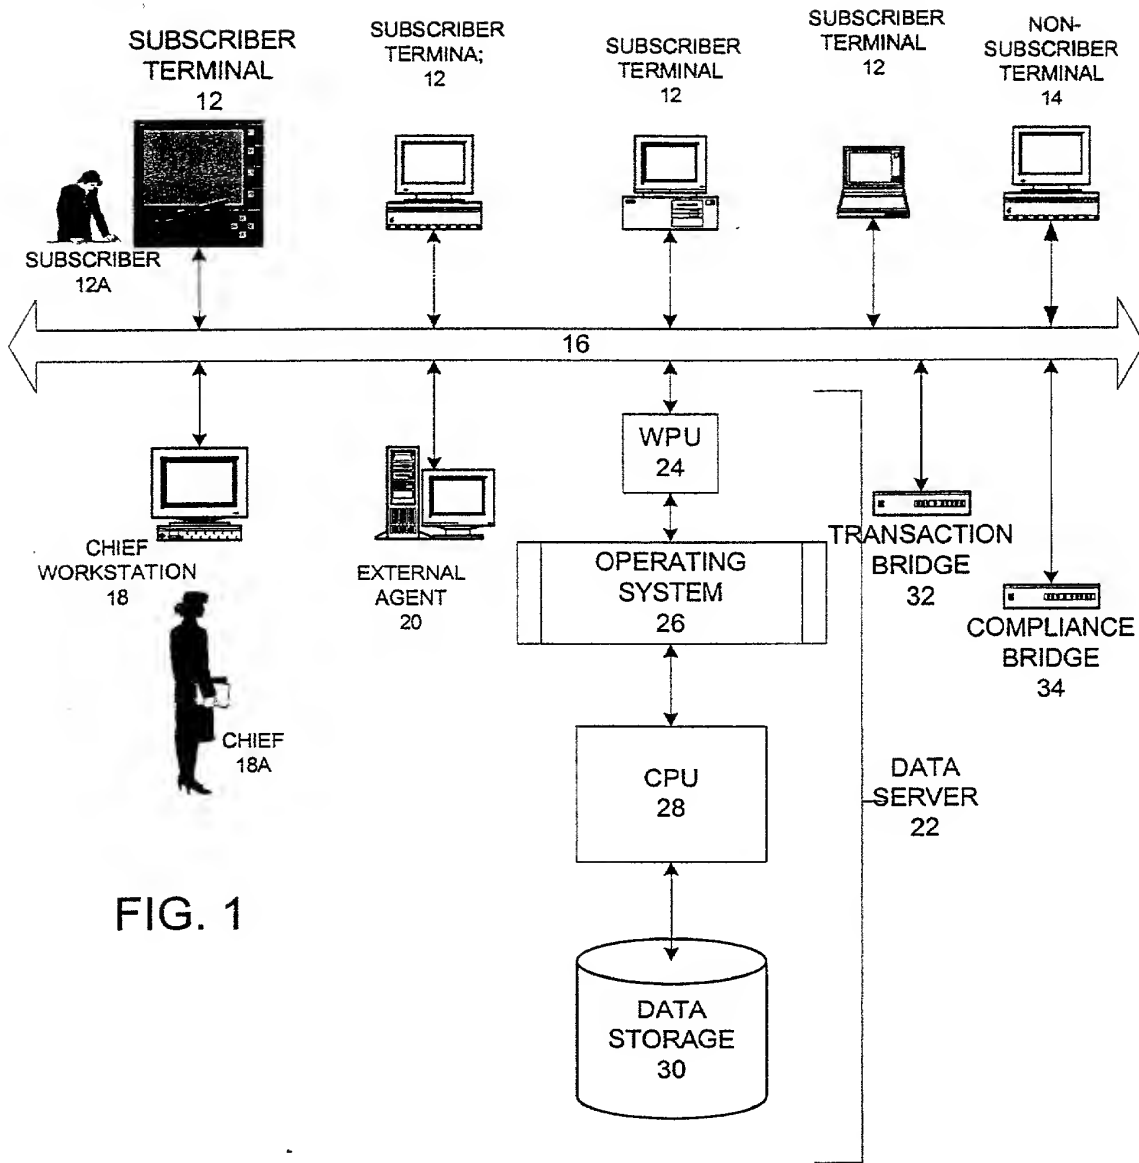 SUBSCRIBER
TERMINAL
12
SUBSCRIBER
TERMINA;
12
SUBSCRIBER
TERMINAL
12
SUBSCRIBER
TERMINAL
12
NON-
SUBSCRIBER
TERMINAL
14
SUBSCRIBER
12A
16
CHIEF
WORKSTATION
18
CHIEF
18A
EXTERNAL
AGENT
20
WPU
24
OPERATING
SYSTEM
26
CPU
28
DATA
STORAGE
30
TRANSACTION
BRIDGE
32
COMPLIANCE
BRIDGE
34
DATA
SERVER
22
FIG. 1